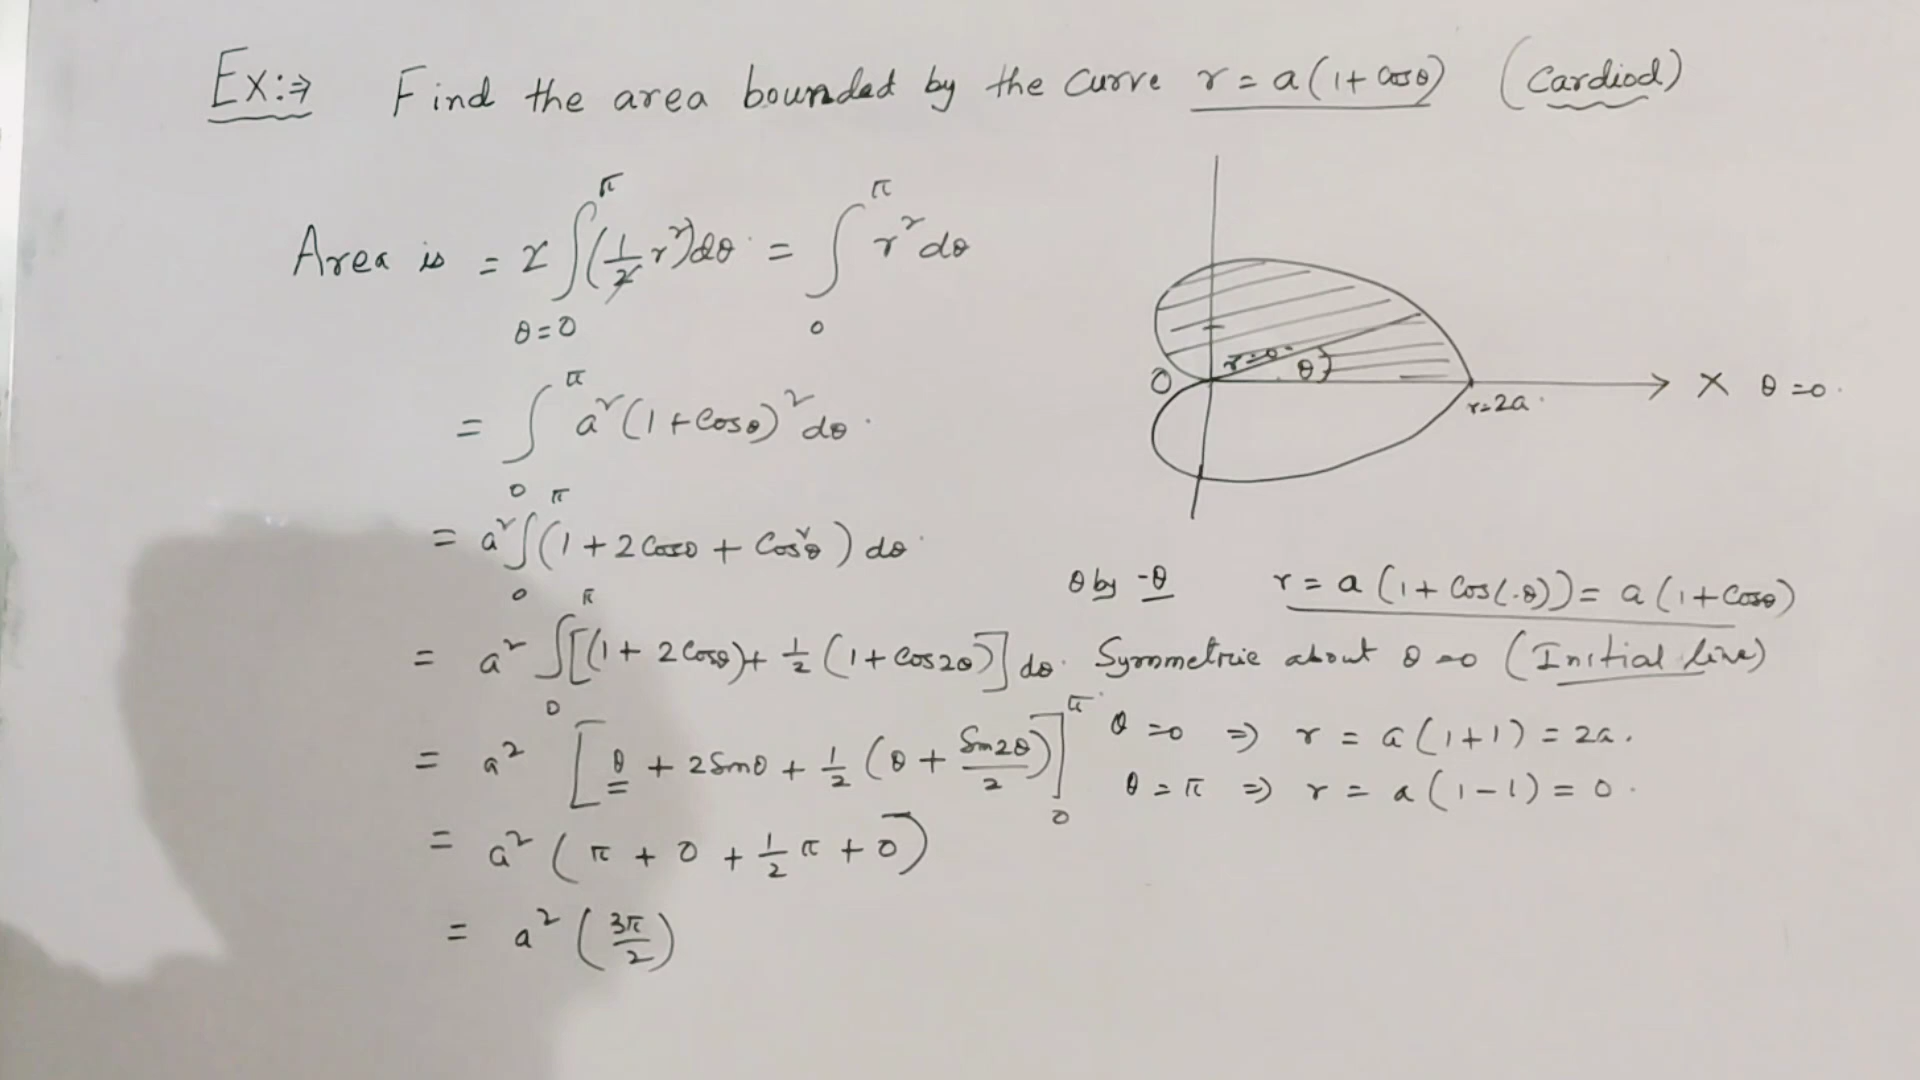 Ex:⇒ Find the area bounded by the curve r = a(1+cosθ) (Cardiod)
Area is = 2 ∫_{θ=0}^{π} (1/2 r²)dθ = ∫_0^π r² dθ
= ∫_0^π a²(1+cosθ)² dθ.
= a² ∫_0^π (1+2cosθ + cos²θ) dθ.
= a² ∫_0^π [(1+2cosθ)+ 1/2 (1+cos2θ)] dθ.
= a² [θ + 2Sinθ + 1/2 (θ + Sin2θ/2)]_0^π
= a² (π + 0 + 1/2 π + 0)
= a² (3π/2)
O r=0. θ r=2a. X θ=0.
θ by -θ r = a(1+cos(-θ)) = a(1+cosθ)
Symmetric about θ=0 (Initial line)
θ=0 ⇒ r = a(1+1) = 2a.
θ=π ⇒ r = a(1-1) = 0.